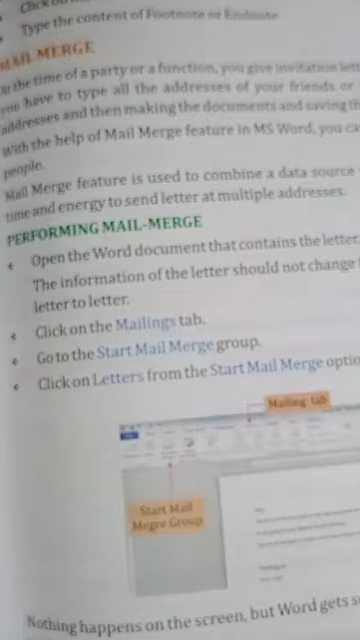 Click
Type the content of Footnote or Endnote
MAIL-MERGE
At the time of a party or a function, you give invitation
you have to type all the addresses of your friends or
addresses and then making the documents and saving
With the help of Mail Merge feature in MS Word, you
people.
Mail Merge feature is used to combine a data source
time and energy to send letter at multiple addresses.
PERFORMING MAIL-MERGE
Open the Word document that contains the letter.
The information of the letter should not change
letter to letter.
Click on the Mailings tab.
Go to the Start Mail Merge group.
Click on Letters from the Start Mail Merge
Mailing tab
Start Mail
Megre Group
Nothing happens on the screen, but Word gets